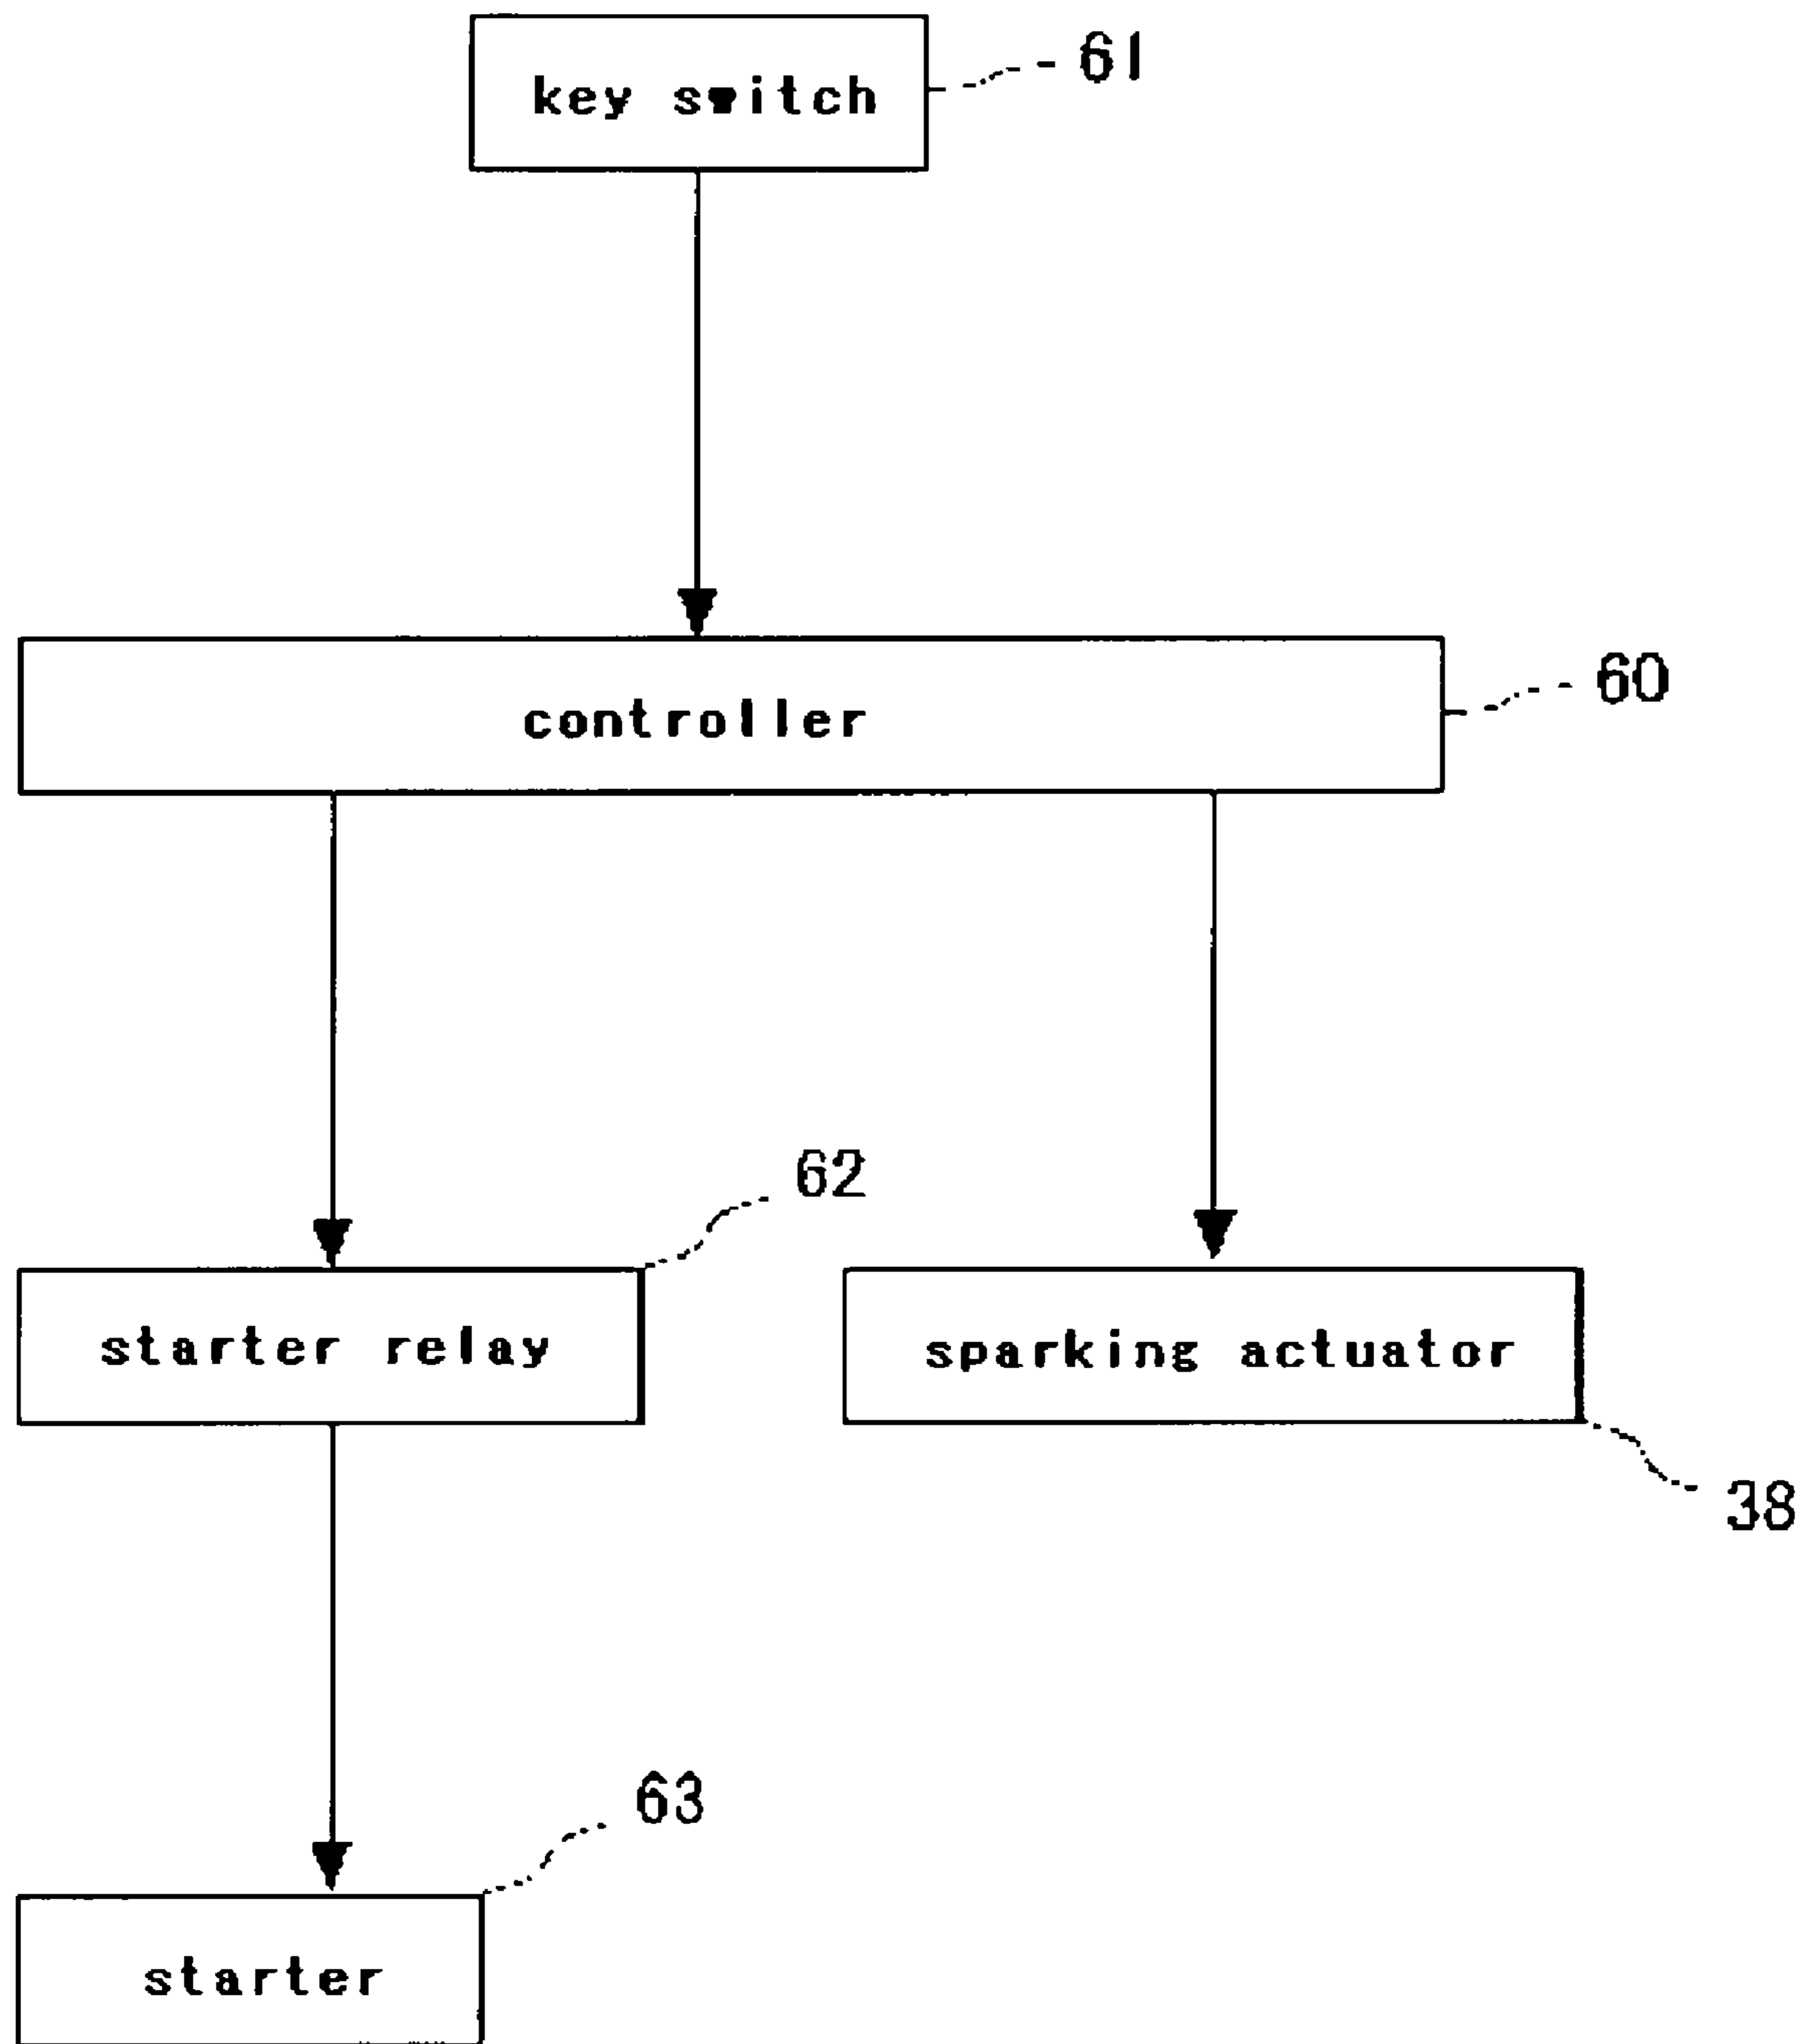 key switch
61
controller
60
62
starter relay
sparking actuator
38
63
starter